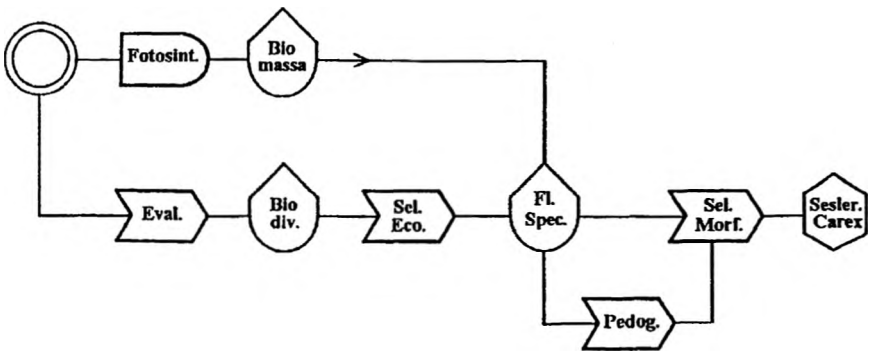 Fotosint.
Bio
massa
Eval.
Bio
div.
Sel.
Eco.
Fl.
Spec.
Sel.
Morf.
Sesler.
Carex
Pedog.